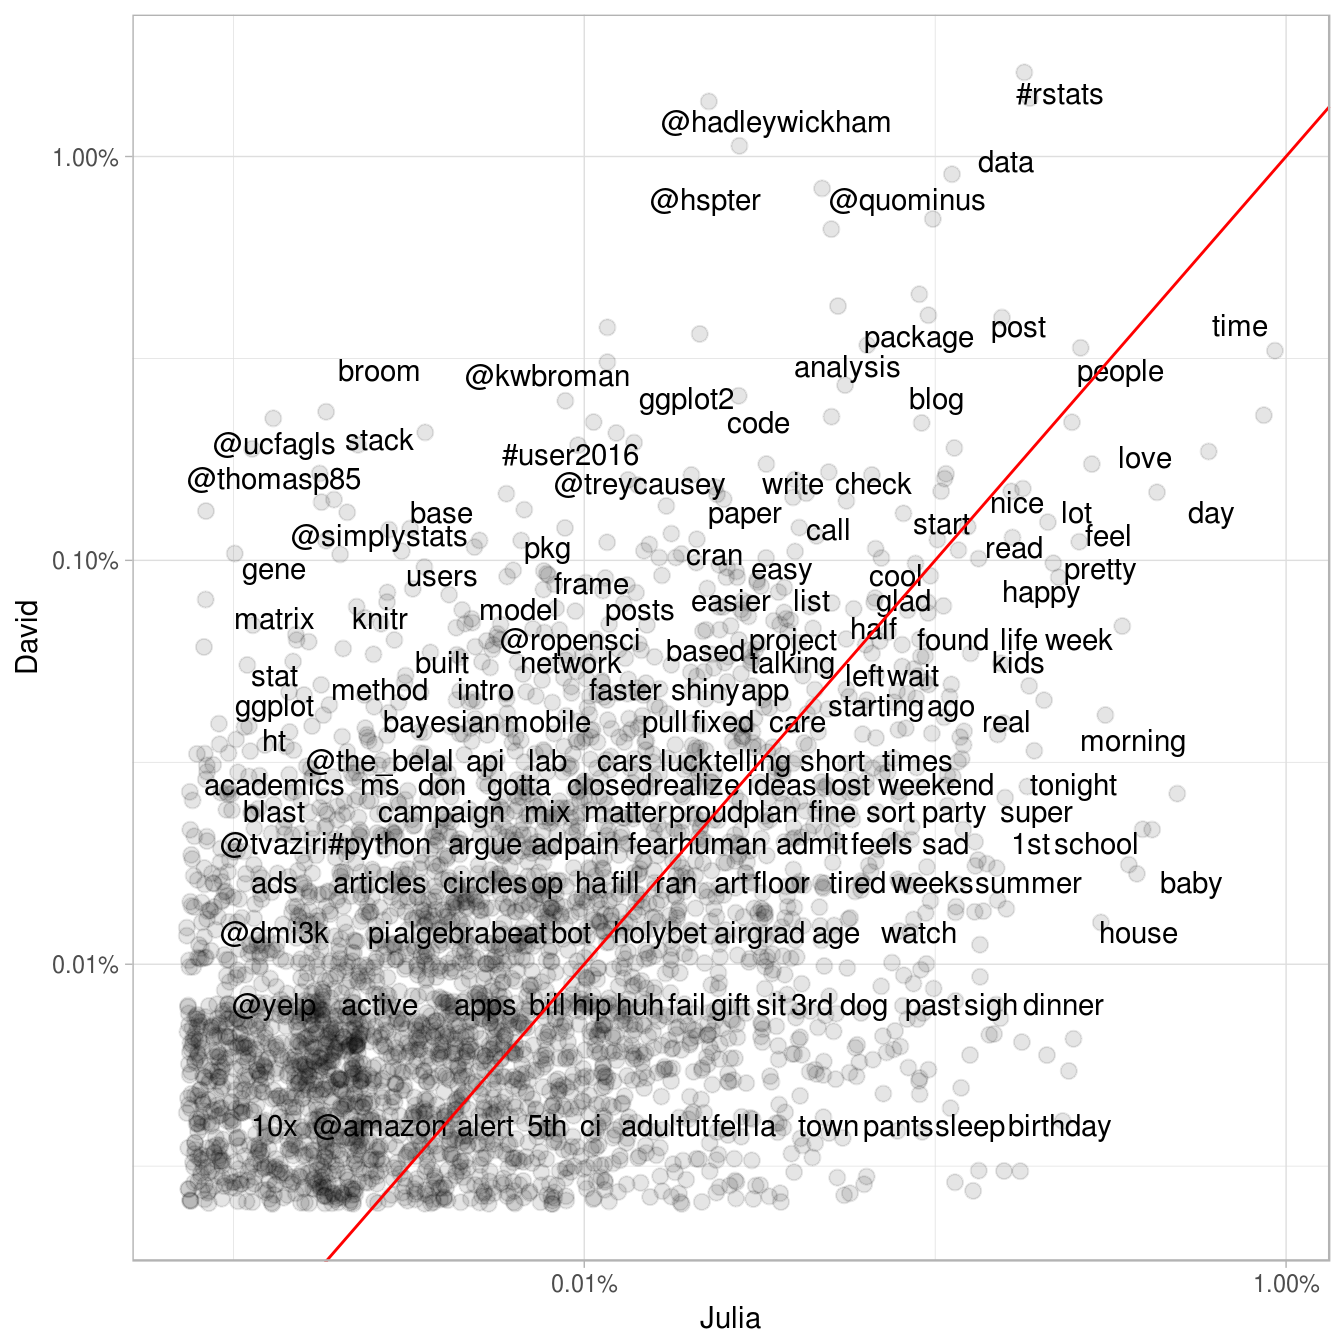 #rstats
@hadleywickham
1.00%
data
@hspter @quominus
time
post
package
analysis
broom @kwbroman people
ggplot2 blog
code
@ucfagls stack
#user2016 love
@thomasp85 @treycausey write check
nice
base paper lot day
start
call
@simplystats feel
pkg read
cran
0.10%
gene easy pretty
users cool
frame happy
easier list glad
model posts
matrix knitr
half
@ropensci project found life week
based
built network talking kids
stat left wait
method intro faster shiny app
ggplot starting ago
bayesian mobile pull fixed care real
ht morning
@the_belal api lab cars luck telling short times
academics ms don gotta closed realize ideas lost weekend tonight
blast campaign mix matter proud plan fine sort party super
@tvaziri #python argue adpain fear human admit feels sad 1st school
ads articles circles op ha fill ran art floor tired weeks summer baby
@dmi3k pi algebra beat bot holy bet air grad age watch house
0.01%
@yelp active apps bill hip huh fail gift sit 3rd dog past sigh dinner
10x @amazon alert 5th ci adult ut fell la town pants sleep birthday
David
0.01% 1.00%
Julia